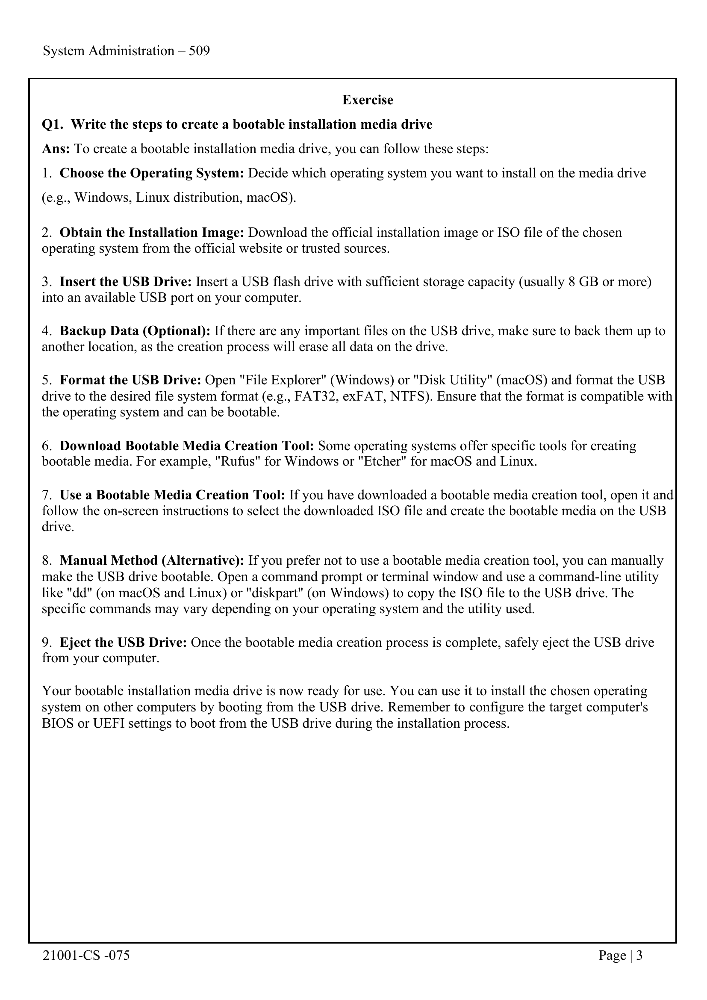 System Administration – 509
Exercise
Q1. Write the steps to create a bootable installation media drive
Ans: To create a bootable installation media drive, you can follow these steps:
1. Choose the Operating System: Decide which operating system you want to install on the media drive
(e.g., Windows, Linux distribution, macOS).
2. Obtain the Installation Image: Download the official installation image or ISO file of the chosen
operating system from the official website or trusted sources.
3. Insert the USB Drive: Insert a USB flash drive with sufficient storage capacity (usually 8 GB or more)
into an available USB port on your computer.
4. Backup Data (Optional): If there are any important files on the USB drive, make sure to back them up to
another location, as the creation process will erase all data on the drive.
5. Format the USB Drive: Open "File Explorer" (Windows) or "Disk Utility" (macOS) and format the USB
drive to the desired file system format (e.g., FAT32, exFAT, NTFS). Ensure that the format is compatible with
the operating system and can be bootable.
6. Download Bootable Media Creation Tool: Some operating systems offer specific tools for creating
bootable media. For example, "Rufus" for Windows or "Etcher" for macOS and Linux.
7. Use a Bootable Media Creation Tool: If you have downloaded a bootable media creation tool, open it and
follow the on-screen instructions to select the downloaded ISO file and create the bootable media on the USB
drive.
8. Manual Method (Alternative): If you prefer not to use a bootable media creation tool, you can manually
make the USB drive bootable. Open a command prompt or terminal window and use a command-line utility
like "dd" (on macOS and Linux) or "diskpart" (on Windows) to copy the ISO file to the USB drive. The
specific commands may vary depending on your operating system and the utility used.
9. Eject the USB Drive: Once the bootable media creation process is complete, safely eject the USB drive
from your computer.
Your bootable installation media drive is now ready for use. You can use it to install the chosen operating
system on other computers by booting from the USB drive. Remember to configure the target computer's
BIOS or UEFI settings to boot from the USB drive during the installation process.
21001-CS -075
Page | 3